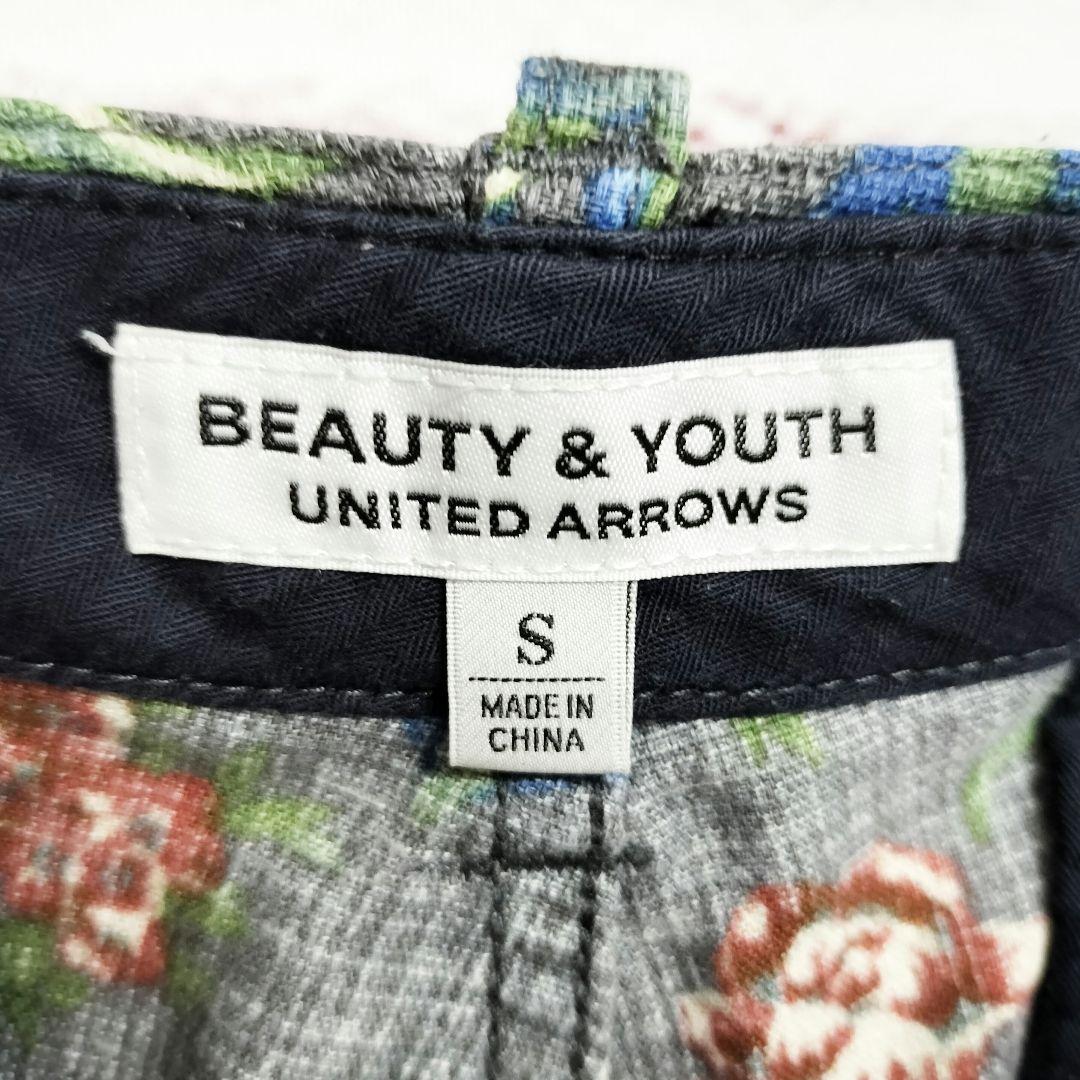 BEAUTY & YOUTH
UNITED ARROWS
S
MADE IN
CHINA